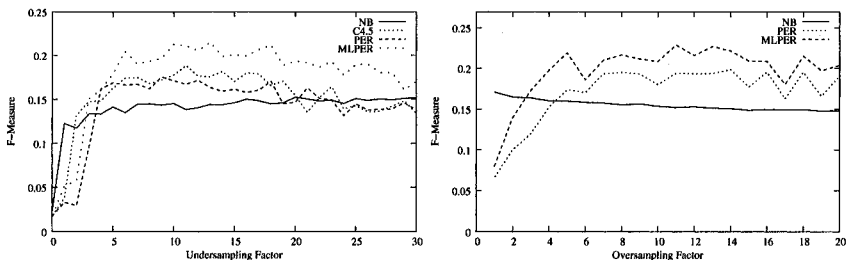 NB
C4.5
PER
MLPER
0.25
0.2
0.15
0.1
0.05
0
F-Measure
0 5 10 15 20 25 30
Undersampling Factor
NB
PER
MLPER
0.25
0.2
0.15
0.1
0.05
0
F-Measure
0 2 4 6 8 10 12 14 16 18 20
Oversampling Factor